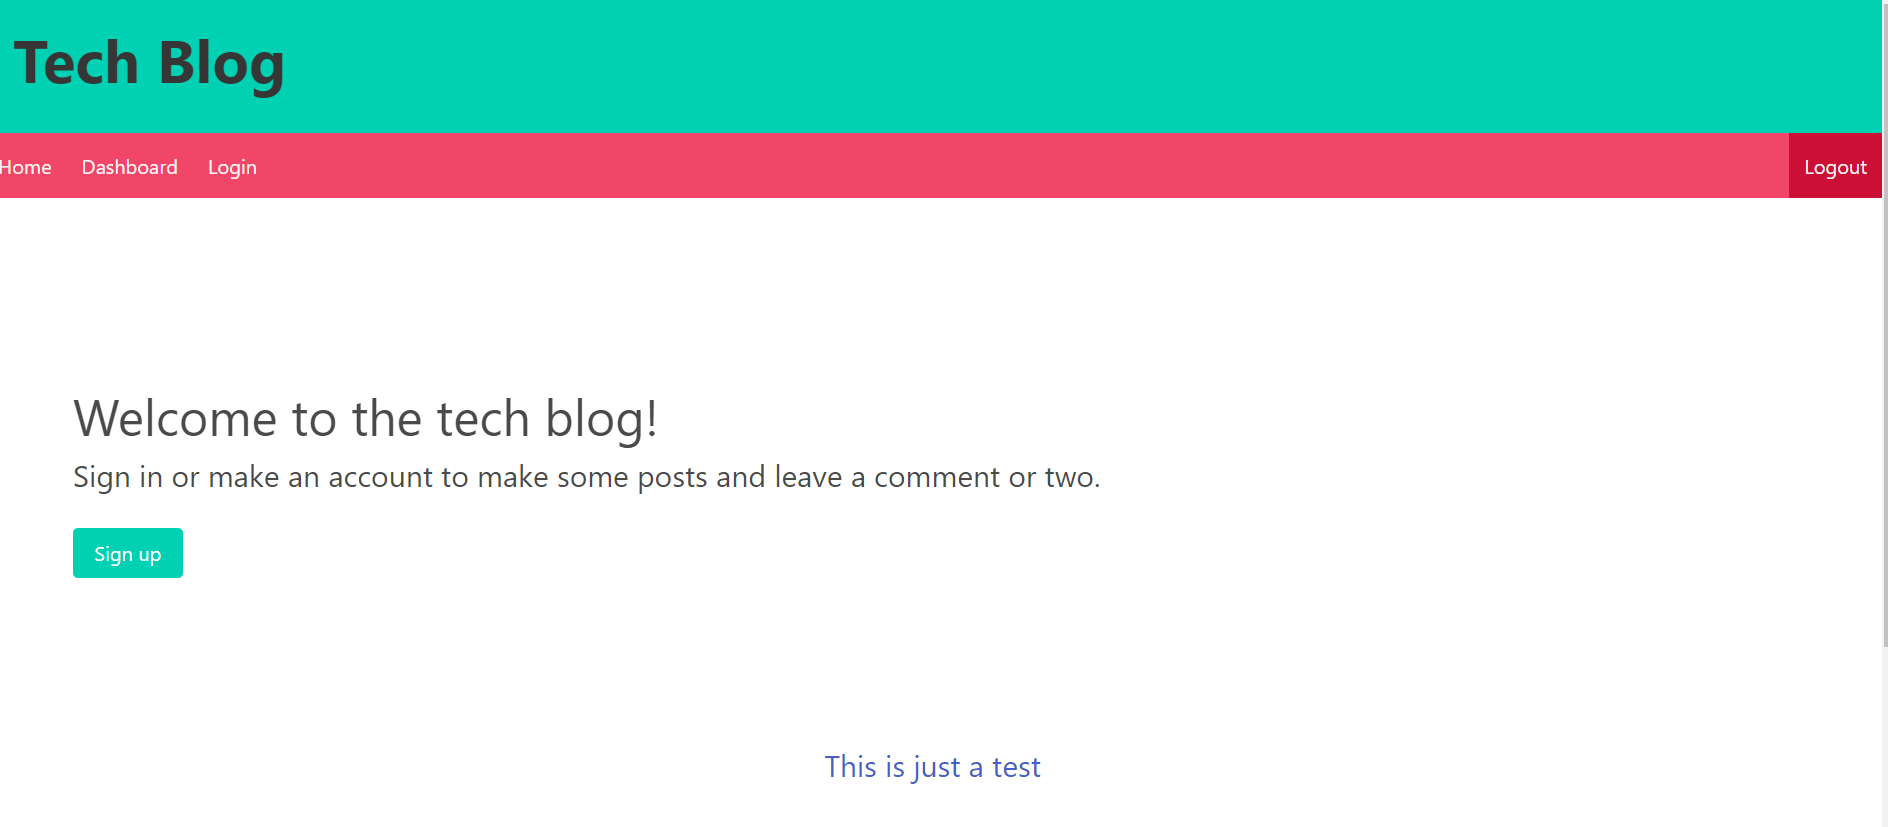 Tech Blog
Home Dashboard Login Logout
Welcome to the tech blog!
Sign in or make an account to make some posts and leave a comment or two.
Sign up
This is just a test